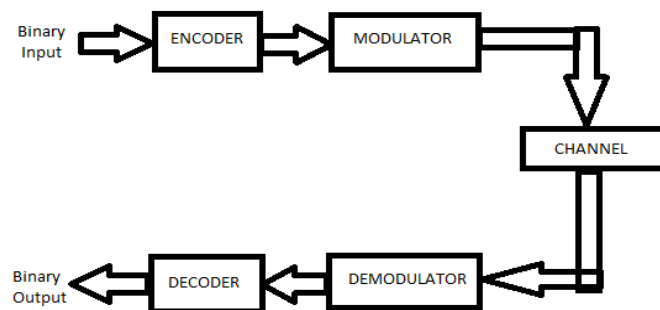 Binary
Input
ENCODER
MODULATOR
CHANNEL
Binary
Output
DECODER
DEMODULATOR